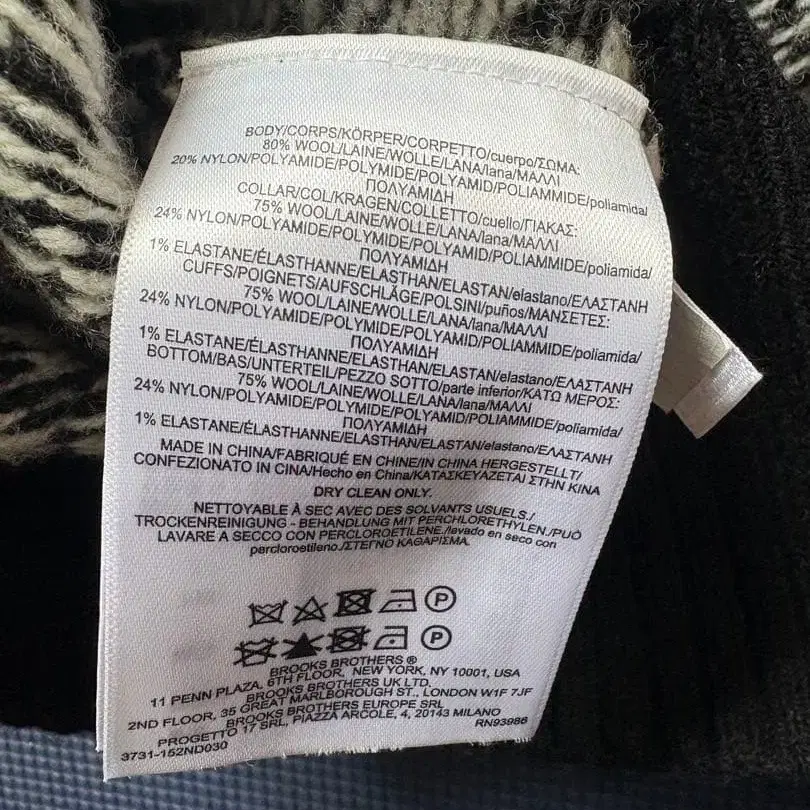 BODY/CORPS/KÖRPER/CORPETTO/cuerpo/ΣΩΜΑ:
80% WOOL/LAINE/WOLLE/LANA/lana/ΜΑΛΛΙ
20% NYLON/POLYAMIDE/POLYMIDE/POLYAMID/POLIAMMIDE/poliamida/
ΠΟΛΥΑΜΙΔΗ
COLLAR/COL/KRAGEN/COLLETTO/cuello/ΓΙΑΚΑΣ:
75% WOOL/LAINE/WOLLE/LANA/lana/ΜΑΛΛΙ
24% NYLON/POLYAMIDE/POLYMIDE/POLYAMID/POLIAMMIDE/poliamida/
ΠΟΛΥΑΜΙΔΗ
1% ELASTANE/ÉLASTHANNE/ELASTHAN/ELASTAN/elastano/ΕΛΑΣΤΑΝΗ
CUFFS/POIGNETS/AUFSCHLÄGE/POLSINI/puños/ΜΑΝΣΕΤΕΣ:
75% WOOL/LAINE/WOLLE/LANA/lana/ΜΑΛΛΙ
24% NYLON/POLYAMIDE/POLYMIDE/POLYAMID/POLIAMMIDE/poliamida/
ΠΟΛΥΑΜΙΔΗ
1% ELASTANE/ÉLASTHANNE/ELASTHAN/ELASTAN/elastano/ΕΛΑΣΤΑΝΗ
BOTTOM/BAS/UNTERTEIL/PEZZO SOTTO/parte inferior/ΚΑΤΩ ΜΕΡΟΣ:
75% WOOL/LAINE/WOLLE/LANA/lana/ΜΑΛΛΙ
24% NYLON/POLYAMIDE/POLYMIDE/POLYAMID/POLIAMMIDE/poliamida/
ΠΟΛΥΑΜΙΔΗ
1% ELASTANE/ÉLASTHANNE/ELASTHAN/ELASTAN/elastano/ΕΛΑΣΤΑΝΗ
MADE IN CHINA/FABRIQUÉ EN CHINE/IN CHINA HERGESTELLT/
CONFEZIONATO IN CINA/Hecho en China/ΚΑΤΑΣΚΕΥΑΖΕΤΑΙ ΣΤΗΝ ΚΙΝΑ
DRY CLEAN ONLY.
NETTOYABLE À SEC AVEC DES SOLVANTS USUELS./
TROCKENREINIGUNG - BEHANDLUNG MIT PERCHLORETHYLEN./PUÒ
LAVARE A SECCO CON PERCLOROETILENE./lavado en seco con
percloroetileno./ΣΤΕΓΝΟ ΚΑΘΑΡΙΣΜΑ.
P
P
BROOKS BROTHERS ®
11 PENN PLAZA, 6TH FLOOR, NEW YORK, NY 10001, USA
BROOKS BROTHERS UK LTD.
2ND FLOOR, 35 GREAT MARLBOROUGH ST., LONDON W1F 7JF
BROOKS BROTHERS EUROPE SRL
PROGETTO 17 SRL, PIAZZA ARCOLE, 4, 20143 MILANO
3731-152ND030 RN93986